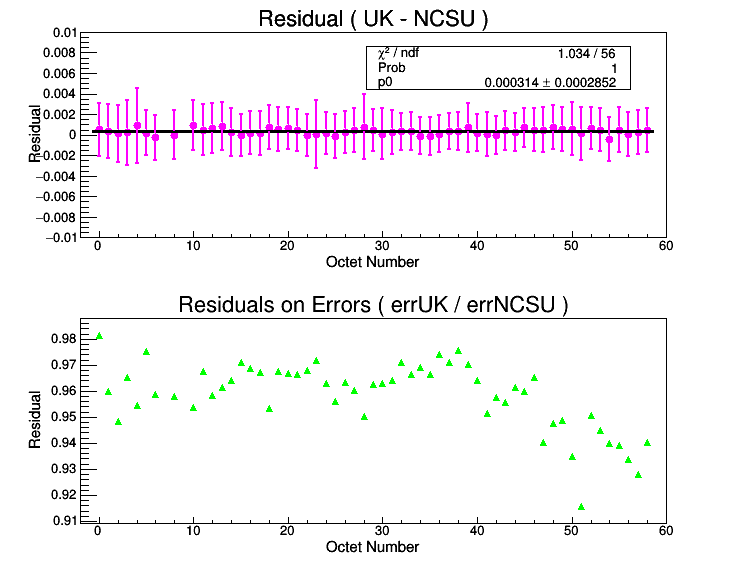 Residual ( UK - NCSU )
χ² / ndf 1.034 / 56
Prob 1
p0 0.000314 ± 0.0002852
0.01
0.008
0.006
0.004
0.002
0
−0.002
−0.004
−0.006
−0.008
−0.01
Residual
0 10 20 30 40 50 60
Octet Number
Residuals on Errors ( errUK / errNCSU )
0.98
0.97
0.96
0.95
0.94
0.93
0.92
0.91
Residual
0 10 20 30 40 50 60
Octet Number